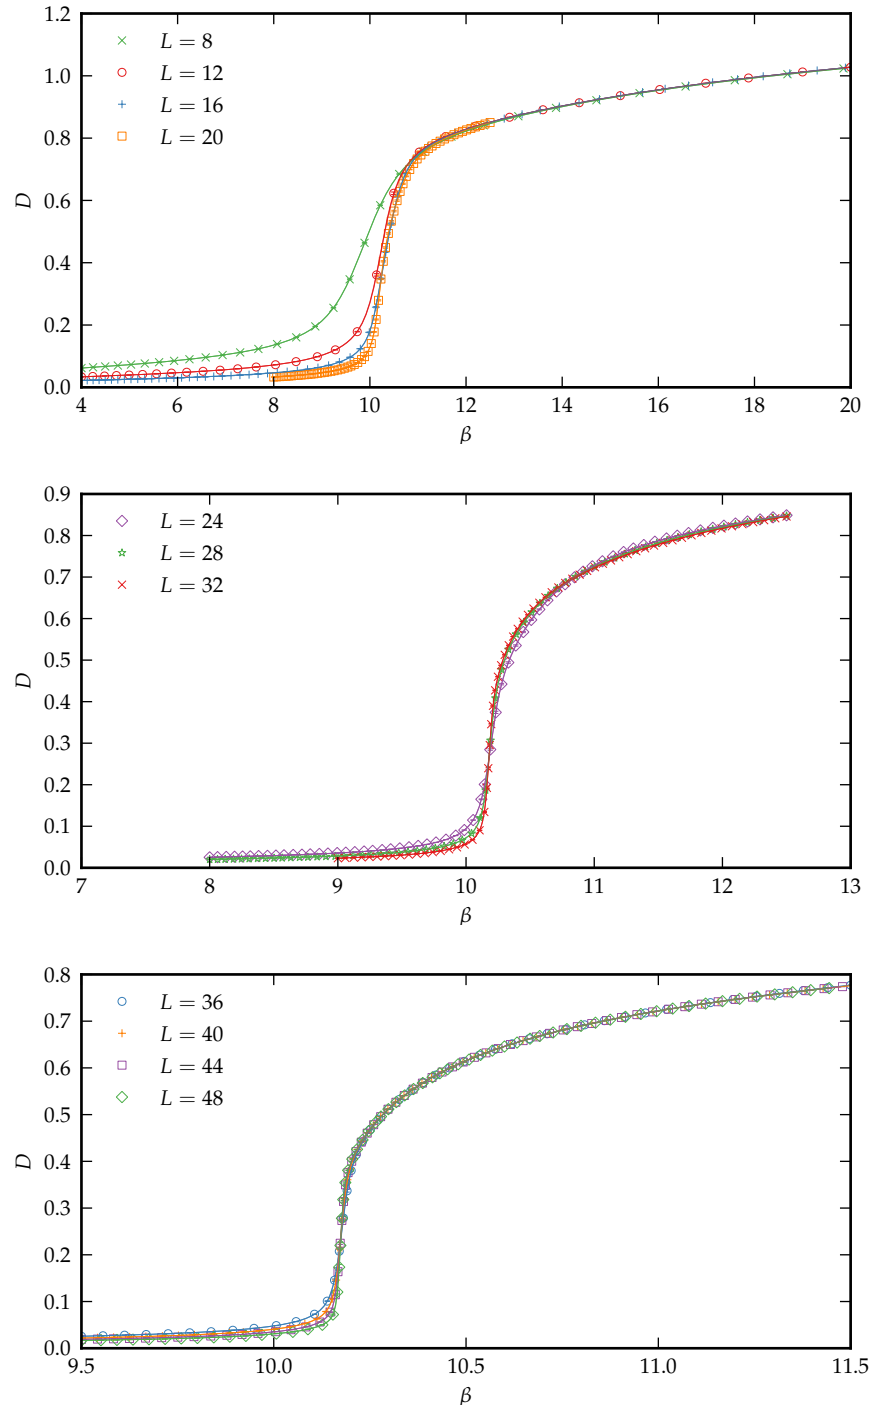 1.2
1.0
0.8
0.6
0.4
0.2
0.0
D
L = 8
L = 12
L = 16
L = 20
4 6 8 10 12 14 16 18 20
β
0.9
0.8
0.7
0.6
0.5
0.4
0.3
0.2
0.1
0.0
D
L = 24
L = 28
L = 32
7 8 9 10 11 12 13
β
0.8
0.7
0.6
0.5
0.4
0.3
0.2
0.1
0.0
D
L = 36
L = 40
L = 44
L = 48
9.5 10.0 10.5 11.0 11.5
β